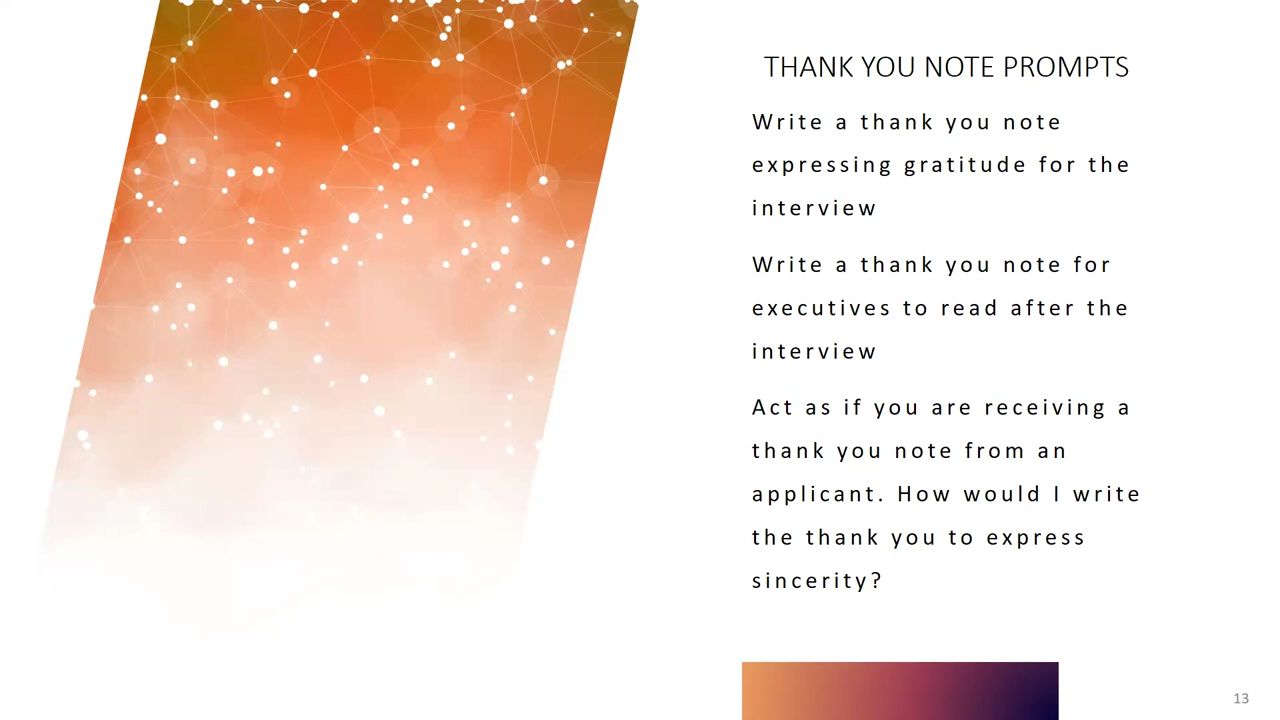 THANK YOU NOTE PROMPTS
Write a thank you note
expressing gratitude for the
interview
Write a thank you note for
executives to read after the
interview
Act as if you are receiving a
thank you note from an
applicant. How would I write
the thank you to express
sincerity?
13